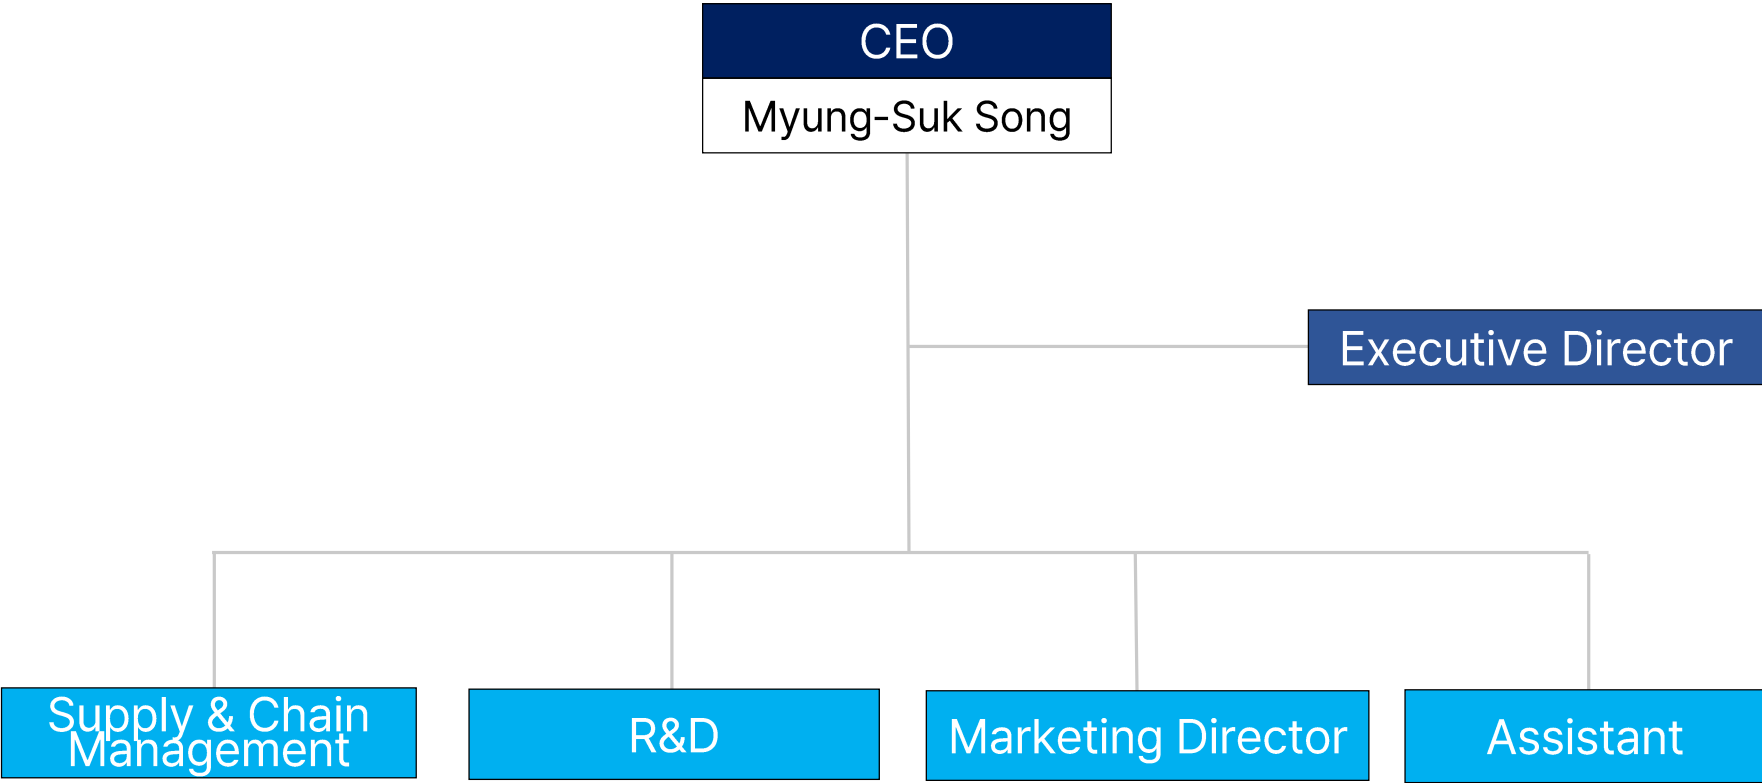 CEO
Myung-Suk Song
Executive Director
Supply & Chain
Management
R&D
Marketing Director
Assistant